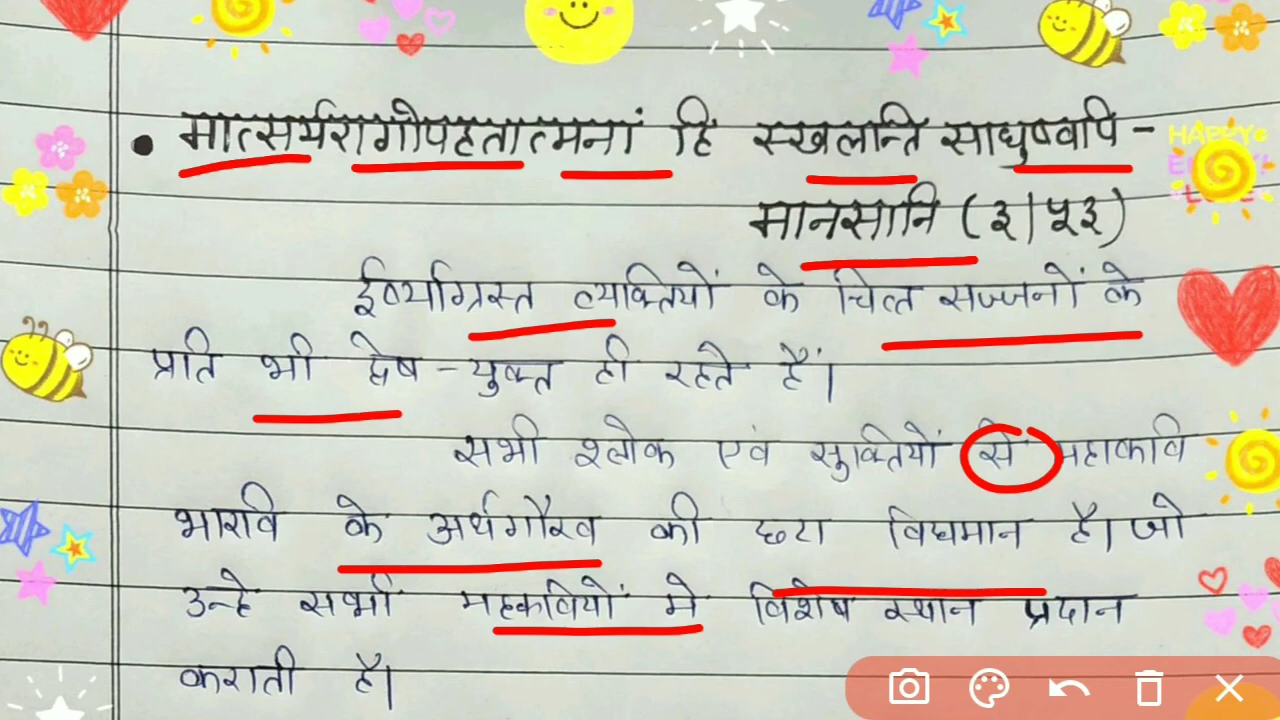 • मात्सर्यरागोपहतात्मनां हि स्खलन्ति साधुष्वपि -
मानसानि (३|५३)
ईर्ष्याग्रस्त व्यक्तियों के चित्त सज्जनों के
प्रति भी द्वेष - युक्त ही रहते हैं।
सभी श्लोक एवं सुक्तियों से महाकवि
भारवि के अर्थगौरव की छटा विद्यमान है। जो
उन्हे सभी महकवियों मे विशेष स्थान प्रदान
कराती है।